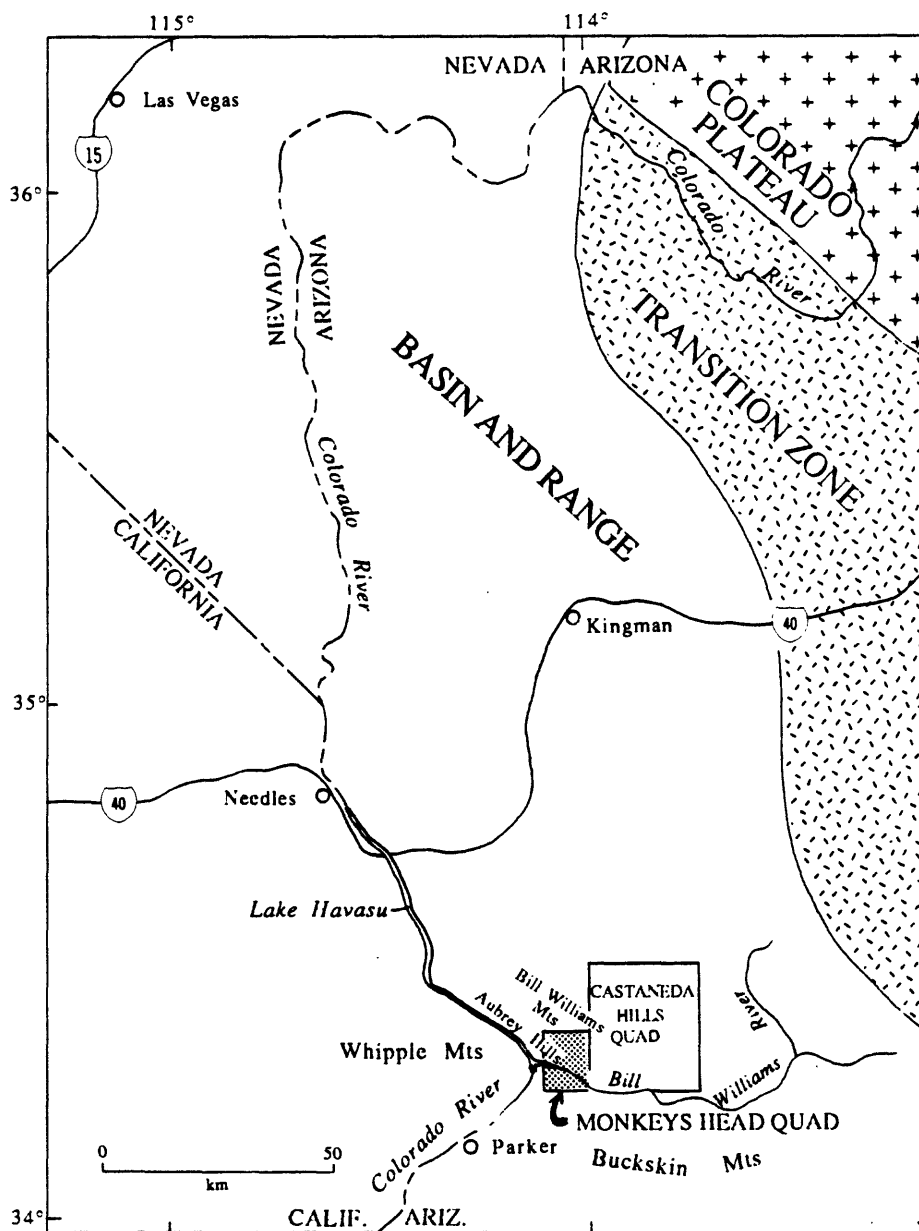 115°
114°
NEVADA
ARIZONA
Las Vegas
15
COLORADO
PLATEAU
36°
Colorado
River
NEVADA
ARIZONA
TRANSITION ZONE
BASIN AND RANGE
Colorado
River
NEVADA
CALIFORNIA
Kingman
40
35°
40
Needles
Lake Havasu
Bill Williams
Mts
Aubrey Hills
CASTANEDA
HILLS
QUAD
River
Whipple Mts
Bill
Williams
MONKEYS HEAD QUAD
Colorado River
Parker
Buckskin Mts
0
50
km
34°
CALIF.
ARIZ.